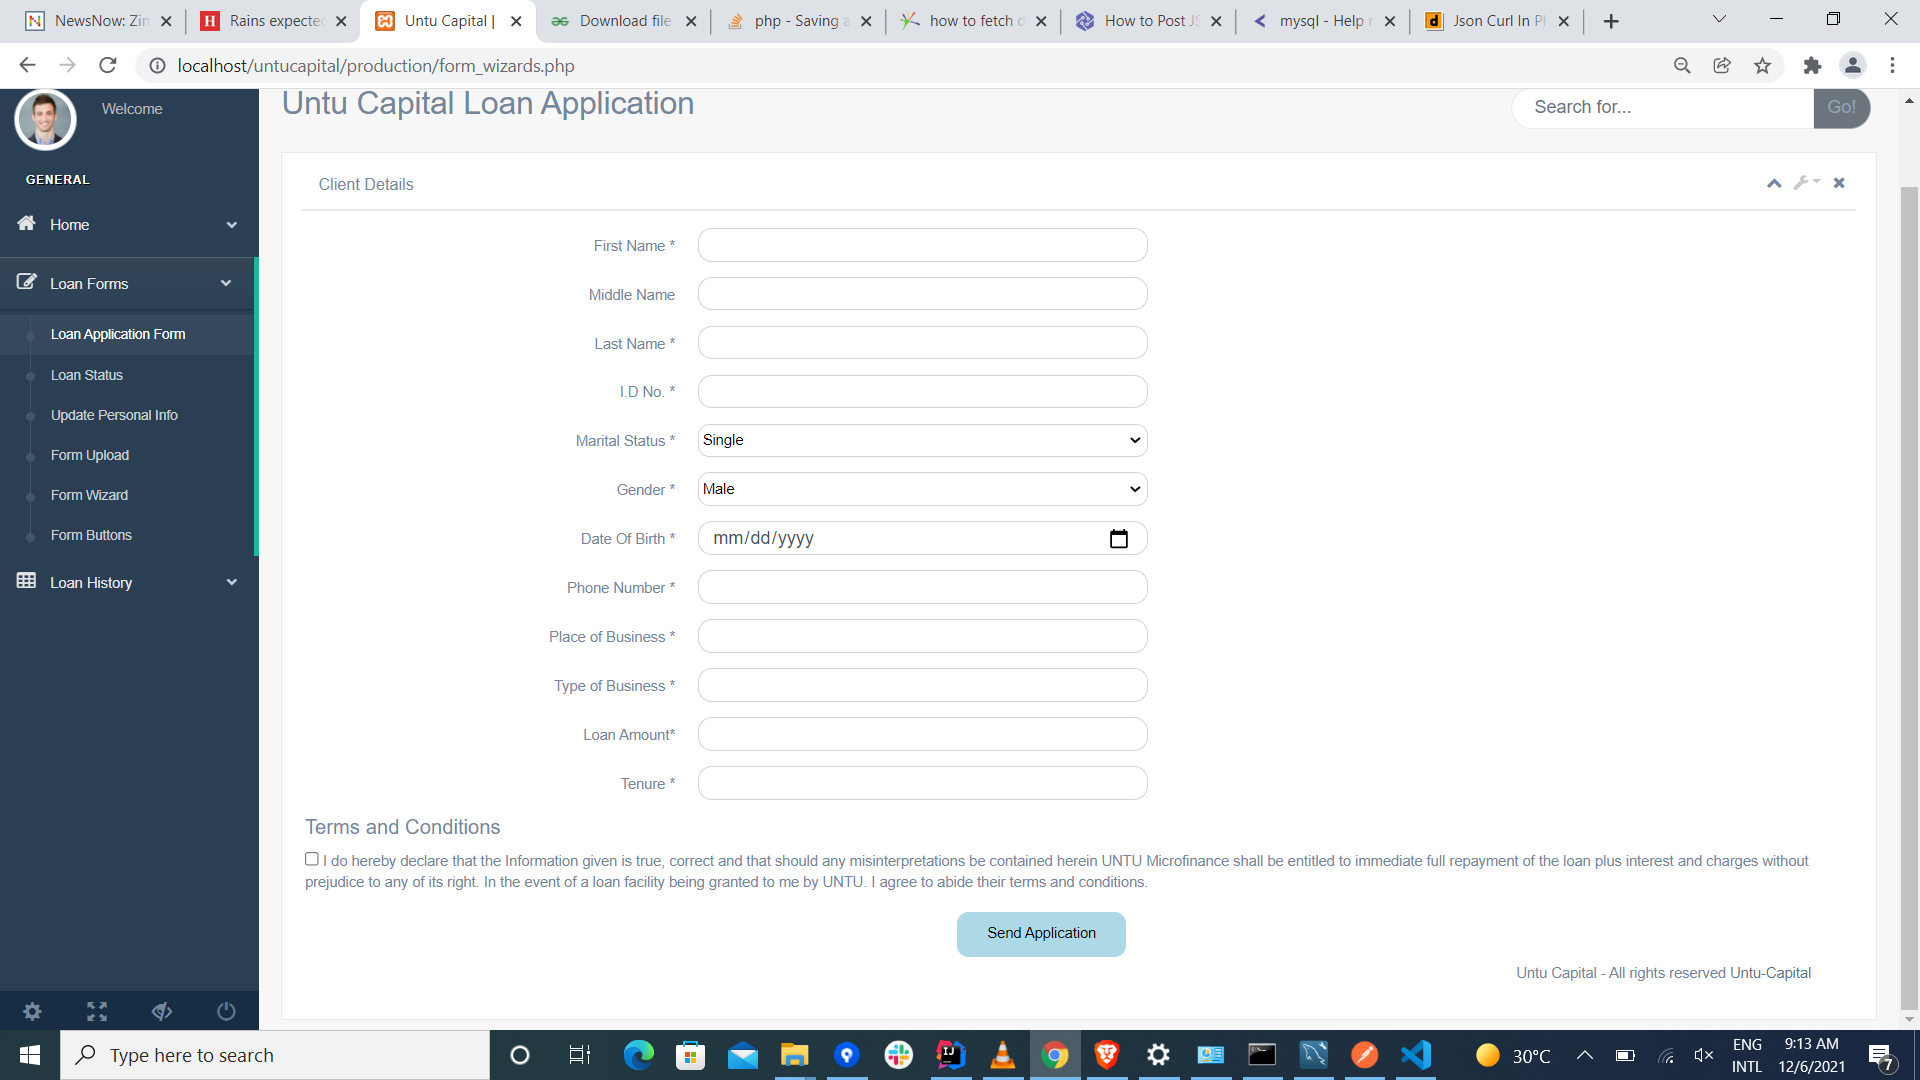 NewsNow: Zin
Rains expected
Untu Capital |
Download file
php - Saving a
how to fetch d
How to Post JS
mysql - Help n
Json Curl In Ph
localhost/untucapital/production/form_wizards.php
Welcome
Untu Capital Loan Application
Search for...
Go!
GENERAL
Home
Loan Forms
Loan Application Form
Loan Status
Update Personal Info
Form Upload
Form Wizard
Form Buttons
Loan History
Client Details
First Name *
Middle Name
Last Name *
I.D No. *
Marital Status * Single
Gender * Male
Date Of Birth * mm/dd/yyyy
Phone Number *
Place of Business *
Type of Business *
Loan Amount*
Tenure *
Terms and Conditions
I do hereby declare that the Information given is true, correct and that should any misinterpretations be contained herein UNTU Microfinance shall be entitled to immediate full repayment of the loan plus interest and charges without
prejudice to any of its right. In the event of a loan facility being granted to me by UNTU. I agree to abide their terms and conditions.
Send Application
Untu Capital - All rights reserved Untu-Capital
Type here to search
30°C
ENG
INTL
9:13 AM
12/6/2021
7